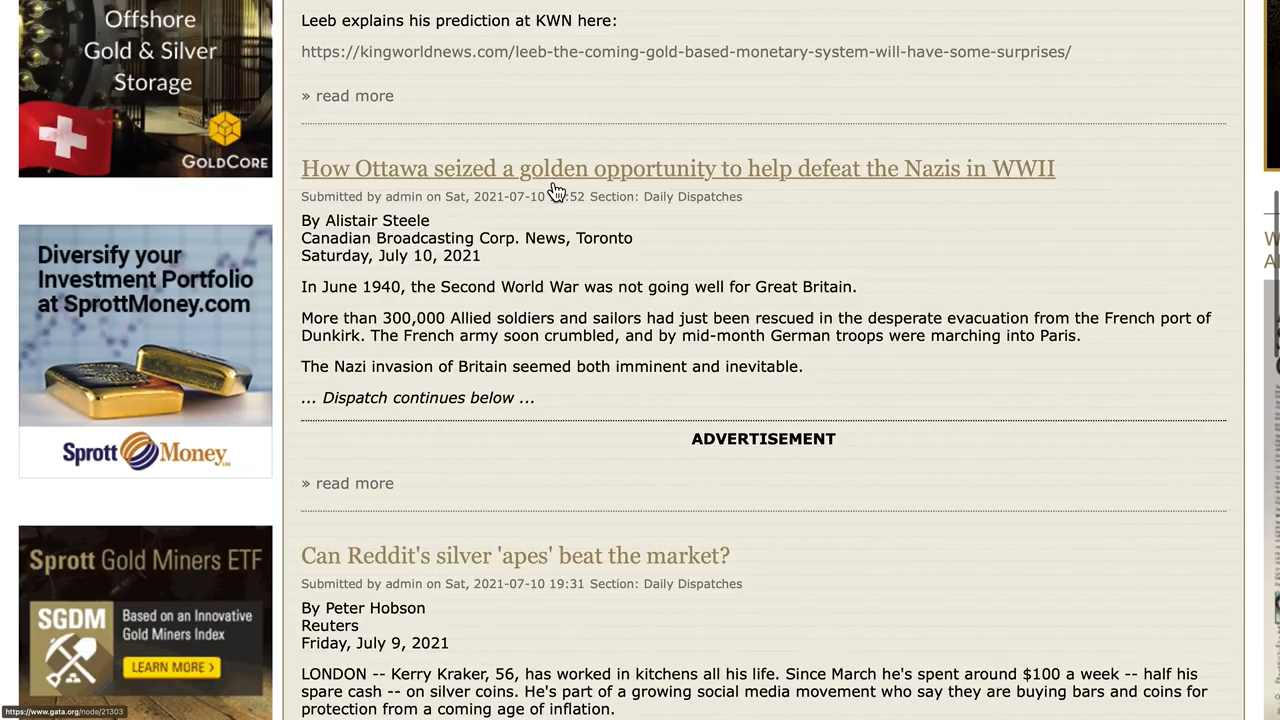 Offshore
Gold & Silver
Storage
GOLDCORE
Diversify your
Investment Portfolio
at SprottMoney.com
Sprott Money
Sprott Gold Miners ETF
SGDM
Based on an Innovative
Gold Miners Index
LEARN MORE >
https://www.gata.org/node/21303
Leeb explains his prediction at KWN here:
https://kingworldnews.com/leeb-the-coming-gold-based-monetary-system-will-have-some-surprises/
» read more
How Ottawa seized a golden opportunity to help defeat the Nazis in WWII
Submitted by admin on Sat, 2021-07-10 :52 Section: Daily Dispatches
By Alistair Steele
Canadian Broadcasting Corp. News, Toronto
Saturday, July 10, 2021
In June 1940, the Second World War was not going well for Great Britain.
More than 300,000 Allied soldiers and sailors had just been rescued in the desperate evacuation from the French port of
Dunkirk. The French army soon crumbled, and by mid-month German troops were marching into Paris.
The Nazi invasion of Britain seemed both imminent and inevitable.
... Dispatch continues below ...
ADVERTISEMENT
» read more
Can Reddit's silver 'apes' beat the market?
Submitted by admin on Sat, 2021-07-10 19:31 Section: Daily Dispatches
By Peter Hobson
Reuters
Friday, July 9, 2021
LONDON -- Kerry Kraker, 56, has worked in kitchens all his life. Since March he's spent around $100 a week -- half his
spare cash -- on silver coins. He's part of a growing social media movement who say they are buying bars and coins for
protection from a coming age of inflation.